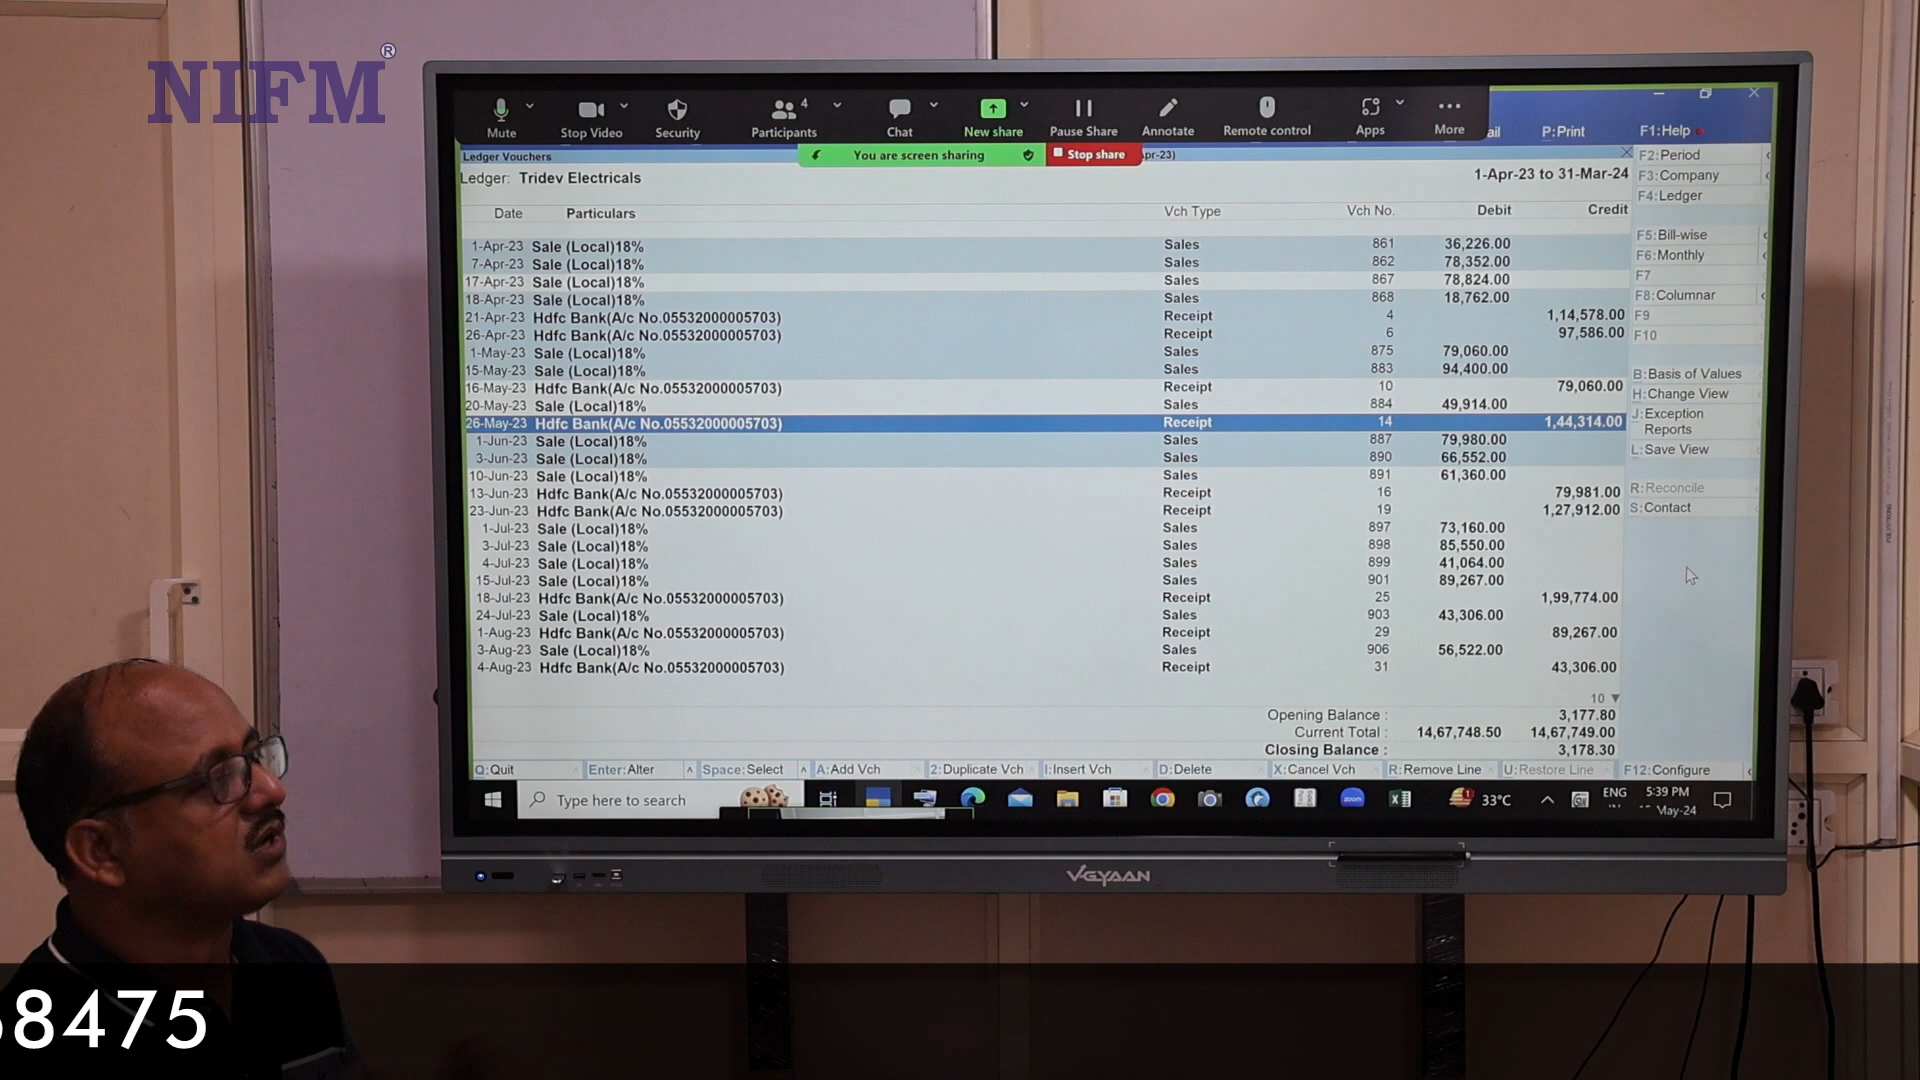 NIFM®
Mute
Stop Video
Security
Participants 4
Chat
New share
Pause Share
Annotate
Remote control
Apps
More
ail
P:Print
F1:Help
You are screen sharing
Stop share
Ledger Vouchers
pr-23)
Ledger: Tridev Electricals
1-Apr-23 to 31-Mar-24
Date Particulars Vch Type Vch No. Debit Credit
1-Apr-23 Sale (Local)18% Sales 861 36,226.00
7-Apr-23 Sale (Local)18% Sales 862 78,352.00
17-Apr-23 Sale (Local)18% Sales 867 78,824.00
18-Apr-23 Sale (Local)18% Sales 868 18,762.00
21-Apr-23 Hdfc Bank(A/c No.05532000005703) Receipt 4 1,14,578.00
26-Apr-23 Hdfc Bank(A/c No.05532000005703) Receipt 6 97,586.00
1-May-23 Sale (Local)18% Sales 875 79,060.00
15-May-23 Sale (Local)18% Sales 883 94,400.00
16-May-23 Hdfc Bank(A/c No.05532000005703) Receipt 10 79,060.00
20-May-23 Sale (Local)18% Sales 884 49,914.00
26-May-23 Hdfc Bank(A/c No.05532000005703) Receipt 14 1,44,314.00
1-Jun-23 Sale (Local)18% Sales 887 79,980.00
3-Jun-23 Sale (Local)18% Sales 890 66,552.00
10-Jun-23 Sale (Local)18% Sales 891 61,360.00
13-Jun-23 Hdfc Bank(A/c No.05532000005703) Receipt 16 79,981.00
23-Jun-23 Hdfc Bank(A/c No.05532000005703) Receipt 19 1,27,912.00
1-Jul-23 Sale (Local)18% Sales 897 73,160.00
3-Jul-23 Sale (Local)18% Sales 898 85,550.00
4-Jul-23 Sale (Local)18% Sales 899 41,064.00
15-Jul-23 Sale (Local)18% Sales 901 89,267.00
18-Jul-23 Hdfc Bank(A/c No.05532000005703) Receipt 25 1,99,774.00
24-Jul-23 Sale (Local)18% Sales 903 43,306.00
1-Aug-23 Hdfc Bank(A/c No.05532000005703) Receipt 29 89,267.00
3-Aug-23 Sale (Local)18% Sales 906 56,522.00
4-Aug-23 Hdfc Bank(A/c No.05532000005703) Receipt 31 43,306.00
10 ▼
Opening Balance : 3,177.80
Current Total : 14,67,748.50 14,67,749.00
Closing Balance : 3,178.30
F2:Period
F3:Company
F4:Ledger
F5:Bill-wise
F6:Monthly
F7
F8:Columnar
F9
F10
B:Basis of Values
H:Change View
J:Exception
Reports
L:Save View
R:Reconcile
S:Contact
Q:Quit
Enter:Alter
Space:Select
A:Add Vch
2:Duplicate Vch
I:Insert Vch
D:Delete
X:Cancel Vch
R:Remove Line
U:Restore Line
F12:Configure
Type here to search
zoom
33°C
ENG
5:39 PM
May-24
VGYAAN
8475